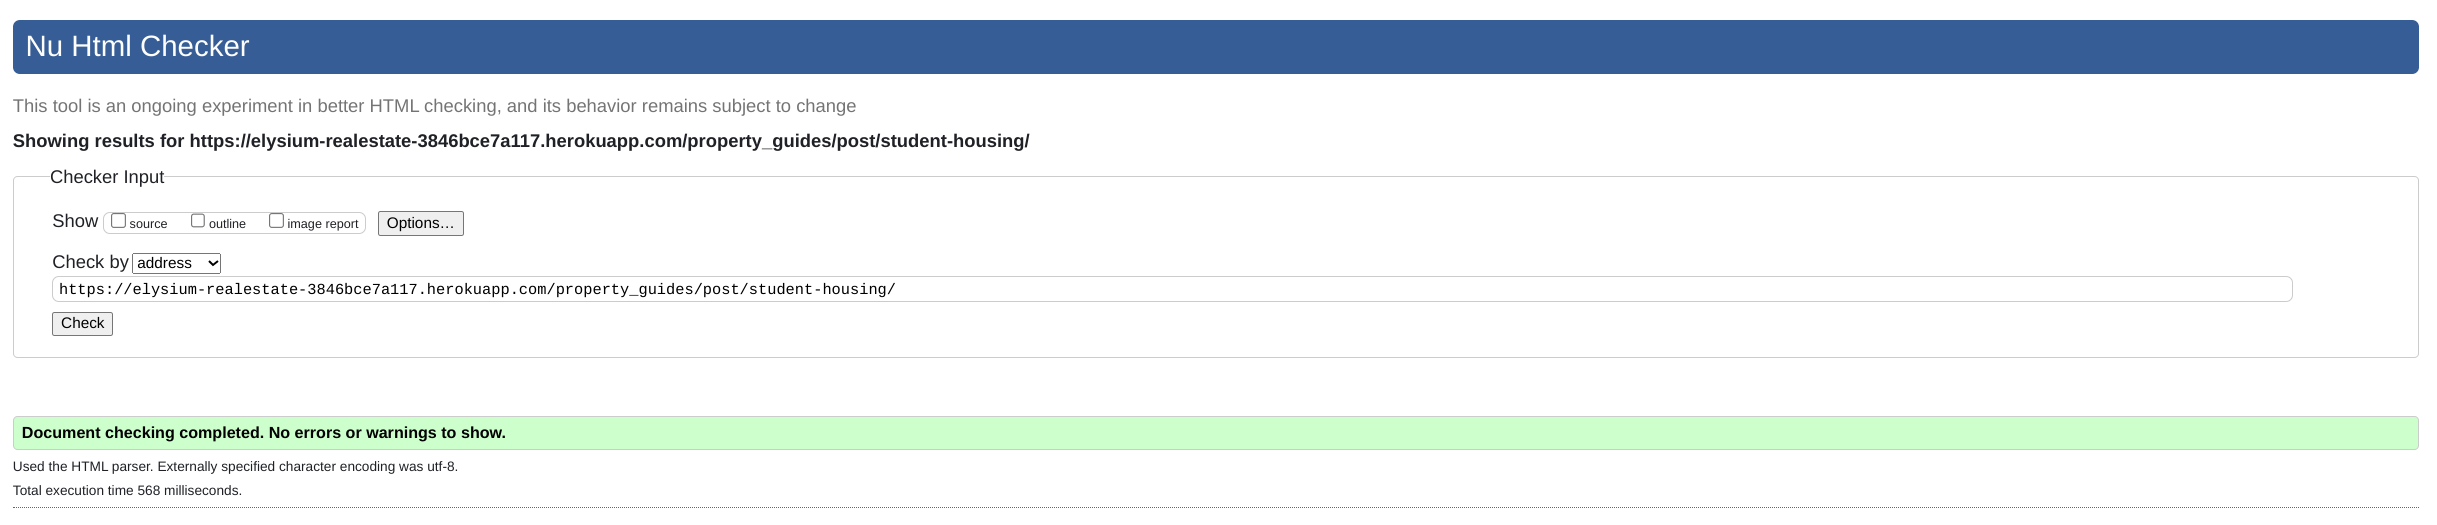 Nu Html Checker
This tool is an ongoing experiment in better HTML checking, and its behavior remains subject to change
Showing results for https://elysium-realestate-3846bce7a117.herokuapp.com/property_guides/post/student-housing/
Checker Input
Show source outline image report Options...
Check by address
https://elysium-realestate-3846bce7a117.herokuapp.com/property_guides/post/student-housing/
Check
Document checking completed. No errors or warnings to show.
Used the HTML parser. Externally specified character encoding was utf-8.
Total execution time 568 milliseconds.